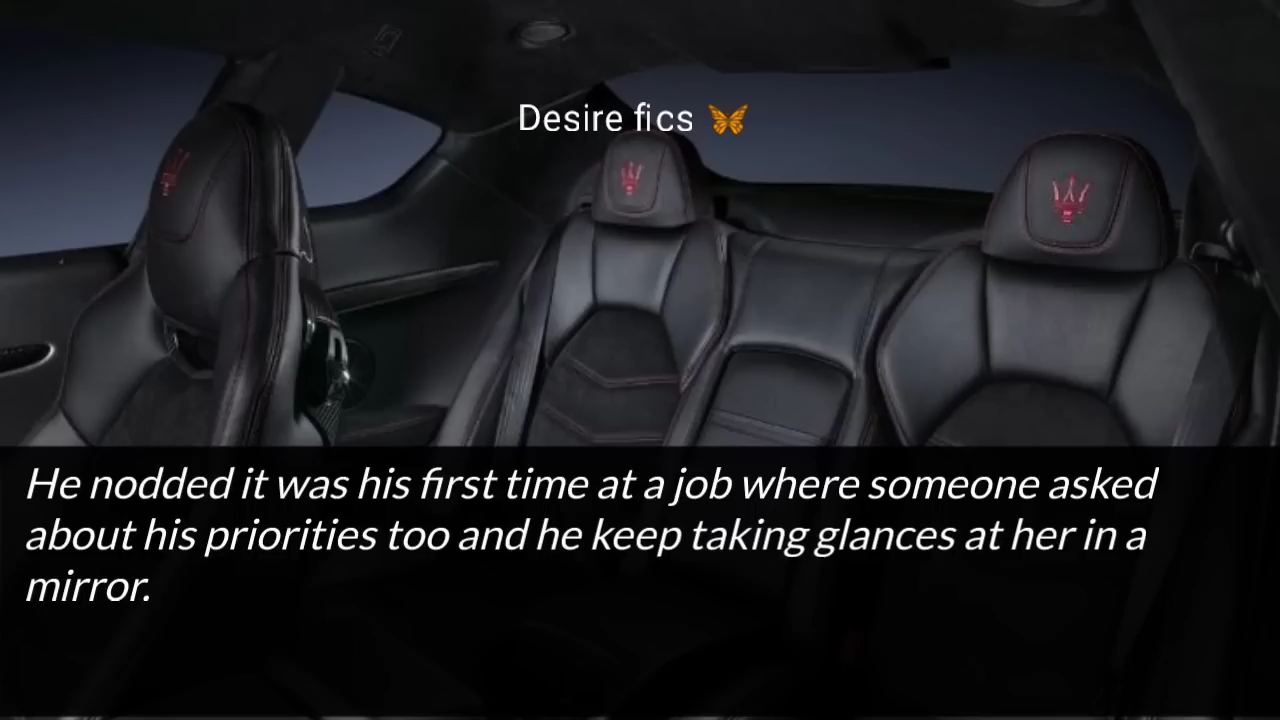 Desire fics 🦋
He nodded it was his first time at a job where someone asked
about his priorities too and he keep taking glances at her in a
mirror.